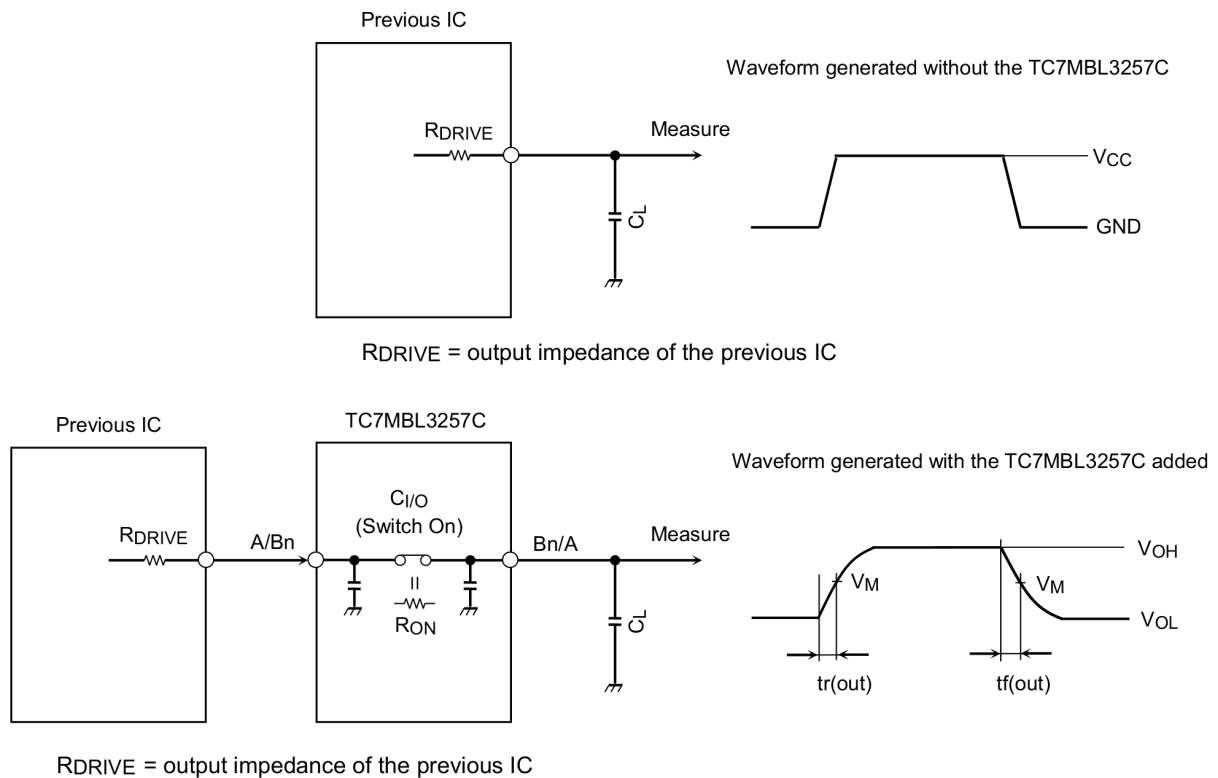 Previous IC
Waveform generated without the TC7MBL3257C
RDRIVE
Measure
VCC
CL
GND
RDRIVE = output impedance of the previous IC
Previous IC
TC7MBL3257C
Waveform generated with the TC7MBL3257C added
CI/O
(Switch On)
RDRIVE
A/Bn
Bn/A
Measure
VOH
VM
VM
=
RON
CL
VOL
tr(out)
tf(out)
RDRIVE = output impedance of the previous IC